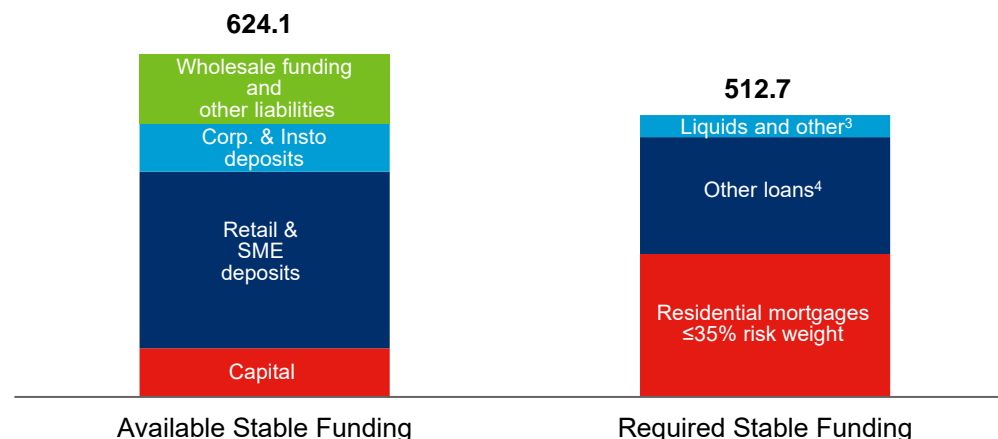 624.1
Wholesale funding
and
other liabilities
Corp. & Insto
deposits
Retail &
SME
deposits
Capital
Available Stable Funding
512.7
Liquids and other³
Other loans⁴
Residential mortgages
≤35% risk weight
Required Stable Funding